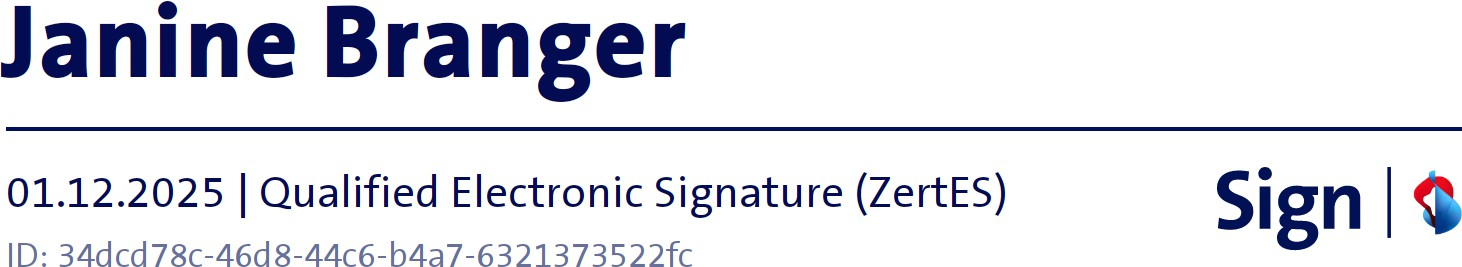 Janine Branger
01.12.2025 | Qualified Electronic Signature (ZertES)
Sign
ID: 34dcd78c-46d8-44c6-b4a7-6321373522fc